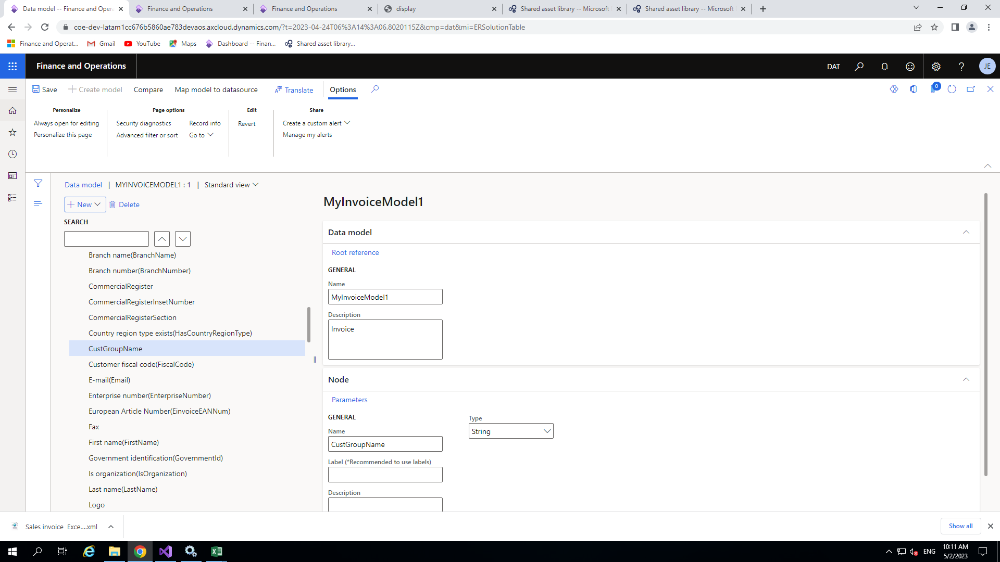 Data model -- Finance and Oper
Finance and Operations
Finance and Operations
display
Shared asset library -- Microsoft
Shared asset library -- Microsoft
coe-dev-latam1cc676b5860ae783devaos.axcloud.dynamics.com/?t=2023-04-24T06%3A14%3A06.8020115Z&cmp=dat&mi=ERSolutionTable
Finance and Operat... Gmail YouTube Maps Dashboard -- Finan... Shared asset library...
Finance and Operations
DAT
?
JE
Save Create model Compare Map model to datasource Translate Options
0
Personalize
Always open for editing
Personalize this page
Page options
Security diagnostics Record info
Advanced filter or sort Go to
Edit
Revert
Share
Create a custom alert
Manage my alerts
Data model | MYINVOICEMODEL1 : 1 | Standard view
New Delete
SEARCH
Branch name(BranchName)
Branch number(BranchNumber)
CommercialRegister
CommercialRegisterInsetNumber
CommercialRegisterSection
Country region type exists(HasCountryRegionType)
CustGroupName
Customer fiscal code(FiscalCode)
E-mail(Email)
Enterprise number(EnterpriseNumber)
European Article Number(EinvoiceEANNum)
Fax
First name(FirstName)
Government identification(GovernmentId)
Is organization(IsOrganization)
Last name(LastName)
Logo
MyInvoiceModel1
Data model
Root reference
GENERAL
Name
MyInvoiceModel1
Description
Invoice
Node
Parameters
GENERAL
Name
CustGroupName
Label (*Recommended to use labels)
Description
Type
String
Sales invoice Exce....xml
Show all
ENG
10:11 AM
5/2/2023